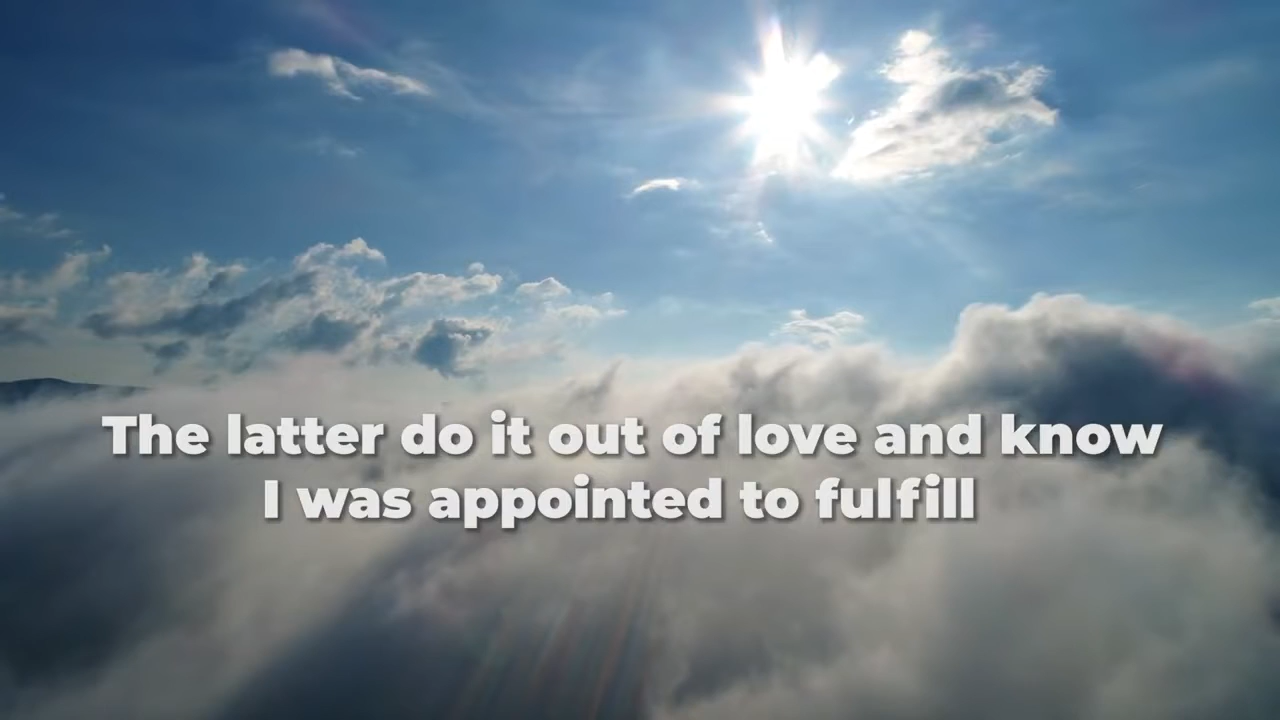 The latter do it out of love and know
I was appointed to fulfill